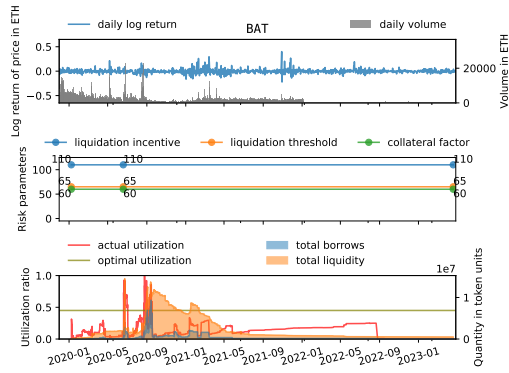 BAT
daily log return
daily volume
Log return of price in ETH
0.5
0.0
−0.5
Volume in ETH
20000
0
liquidation incentive
liquidation threshold
collateral factor
Risk parameters
100
50
0
110
110
110
65
65
65
60
60
60
actual utilization
optimal utilization
total borrows
total liquidity
1e7
Utilization ratio
1.0
0.5
0.0
Quantity in token units
1
0
2020-01
2020-05
2020-09
2021-01
2021-05
2021-09
2022-01
2022-05
2022-09
2023-01